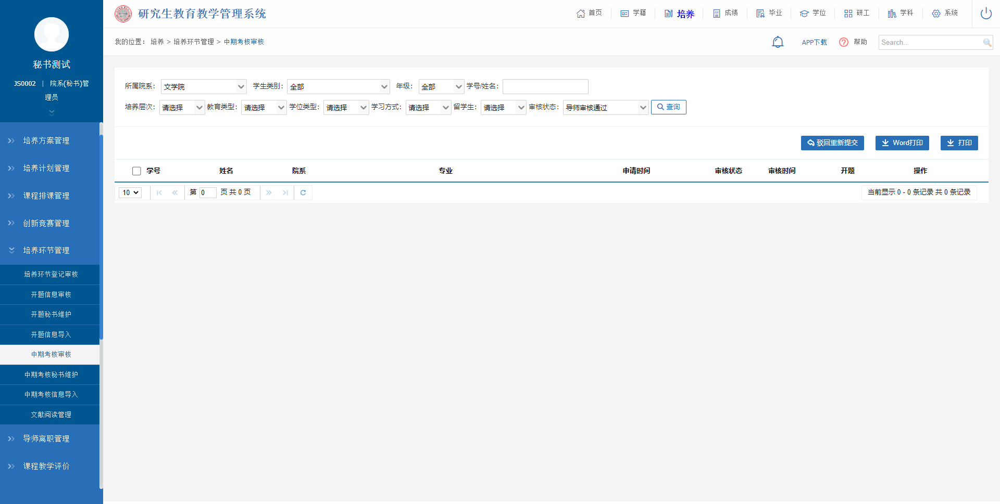 研究生教育教学管理系统
首页 学籍 培养 成绩 毕业 学位 研工 学科 系统
秘书测试
JS0002 | 院系(秘书)管
理员
我的位置： 培养 > 培养环节管理 > 中期考核审核
APP下载 帮助 Search...
所属院系： 文学院 学生类别： 全部 年级： 全部 学号/姓名：
培养层次： 请选择 教育类型： 请选择 学位类型： 请选择 学习方式： 请选择 留学生： 请选择 审核状态： 导师审核通过 查询
驳回重新提交 Word打印 打印
学号 姓名 院系 专业 申请时间 审核状态 审核时间 开题 操作
10 第 0 页 共 0 页 当前显示 0 - 0 条记录 共 0 条记录
培养方案管理
培养计划管理
课程排课管理
创新竞赛管理
培养环节管理
培养环节登记审核
开题信息审核
开题秘书维护
开题信息导入
中期考核审核
中期考核秘书维护
中期考核信息导入
文献阅读管理
导师离职管理
课程教学评价